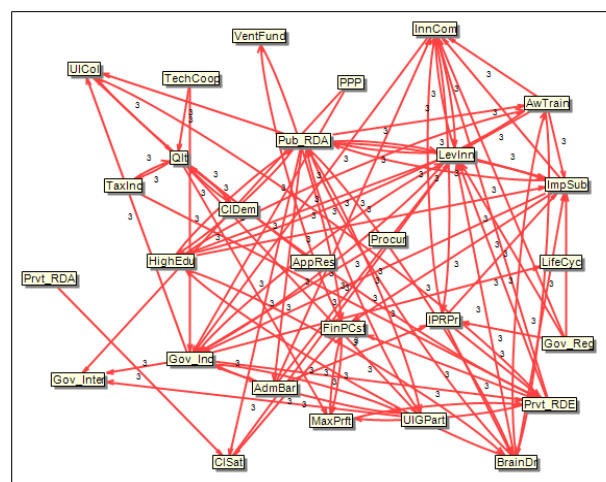 InnCom
VentFund
UICol
TechCoop
PPP
AwTrain
Pub_RDA
Qlt
LevInn
TaxInc
ImpSub
ClDem
Procur
HighEdu
AppRes
LifeCyc
Prvt_RDA
IPRPr
FinPCst
Gov_Reg
Gov_Inc
Gov_Inter
AdmBar
Prvt_RDE
MaxPrft
UIGPart
ClSat
BrainDr